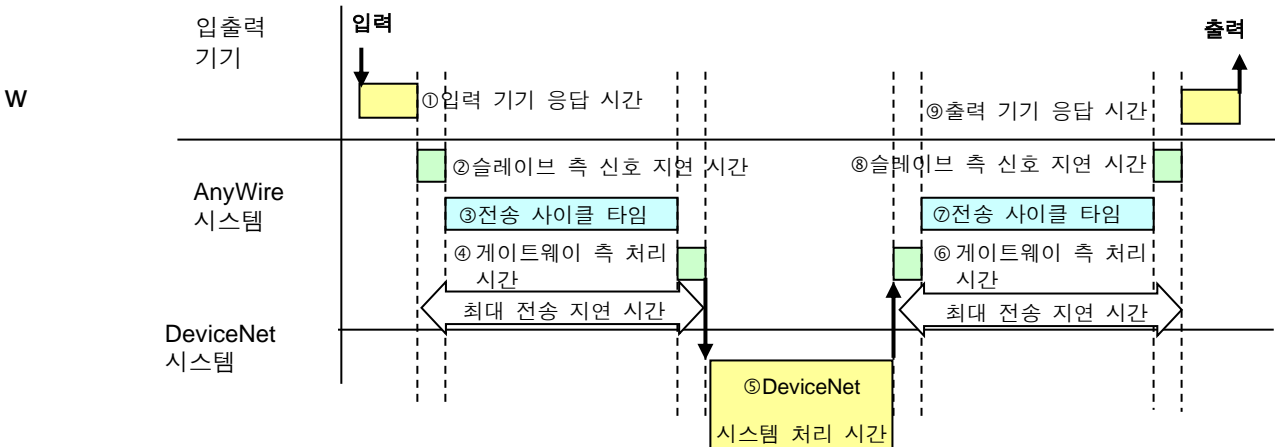 입출력
기기
입력
출력
W
①입력 기기 응답 시간
⑨출력 기기 응답 시간
AnyWire
시스템
②슬레이브 측 신호 지연 시간
⑧슬레이브 측 신호 지연 시간
③전송 사이클 타임
⑦전송 사이클 타임
④게이트웨이 측 처리
시간
⑥게이트웨이 측 처리
시간
최대 전송 지연 시간
최대 전송 지연 시간
DeviceNet
시스템
⑤DeviceNet
시스템 처리 시간